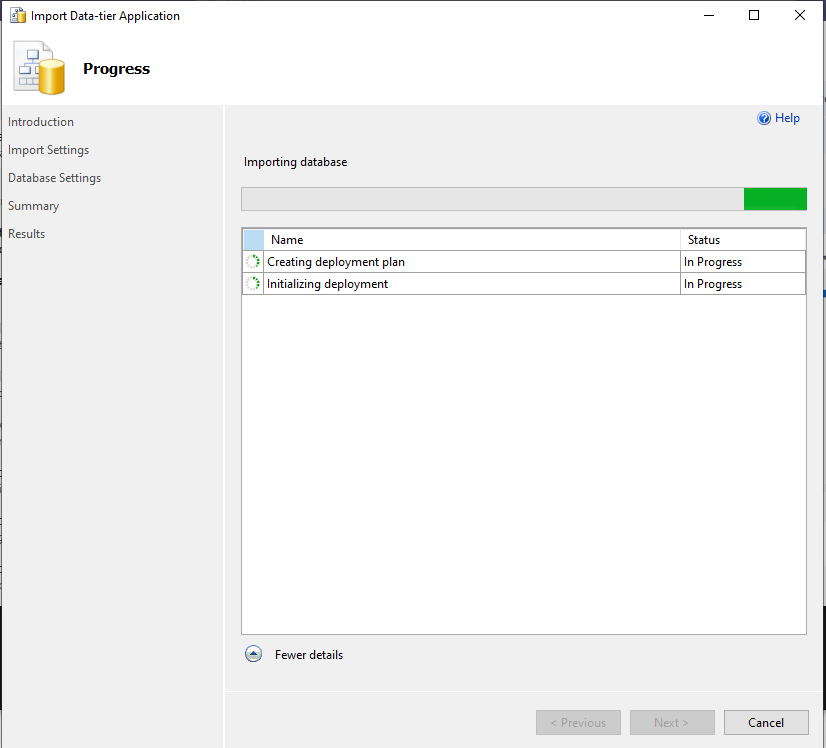 Import Data-tier Application
Progress
Introduction
Import Settings
Database Settings
Summary
Results
Help
Importing database
Name Status
Creating deployment plan In Progress
Initializing deployment In Progress
Fewer details
< Previous Next > Cancel